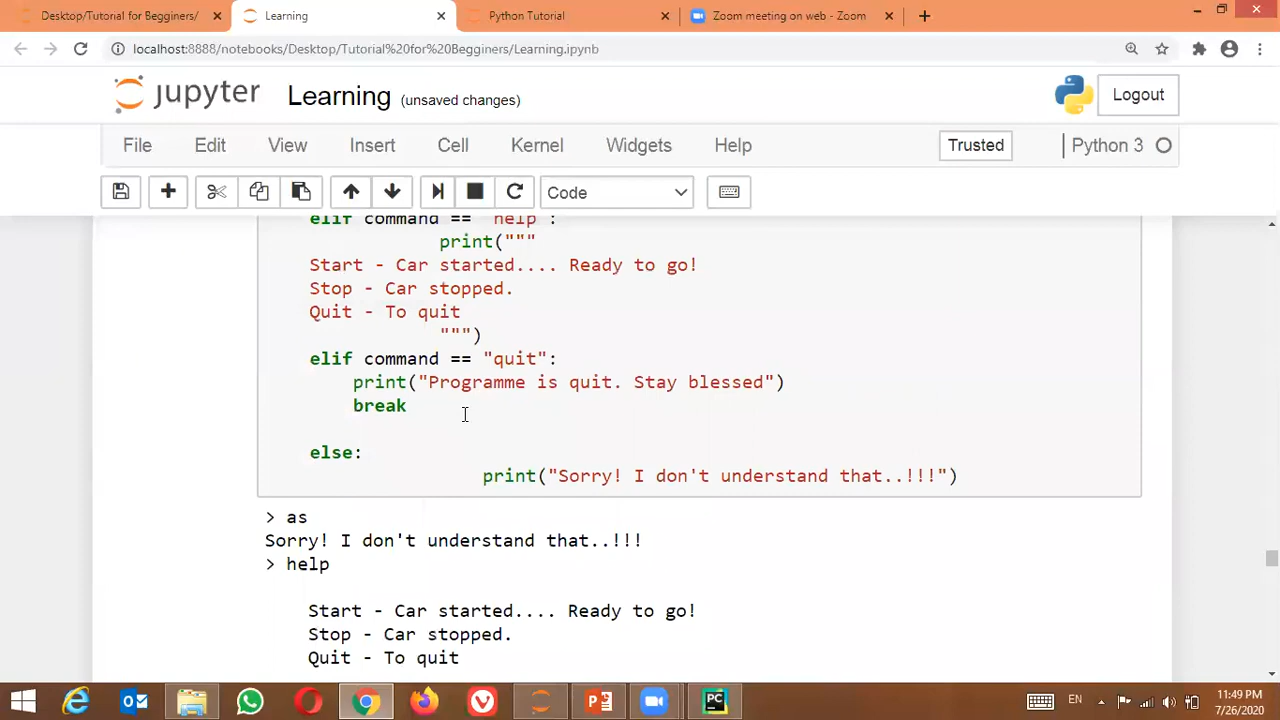 Desktop/Tutorial for Begginers/
Learning
Python Tutorial
Zoom meeting on web - Zoom
localhost:8888/notebooks/Desktop/Tutorial%20for%20Begginers/Learning.ipynb
jupyter Learning (unsaved changes)
Logout
File Edit View Insert Cell Kernel Widgets Help Trusted Python 3
Code
elif command == "help":
print("""
Start - Car started.... Ready to go!
Stop - Car stopped.
Quit - To quit
""")
elif command == "quit":
print("Programme is quit. Stay blessed")
break
else:
print("Sorry! I don't understand that..!!!")
> as
Sorry! I don't understand that..!!!
> help
Start - Car started.... Ready to go!
Stop - Car stopped.
Quit - To quit
EN
11:49 PM
7/26/2020